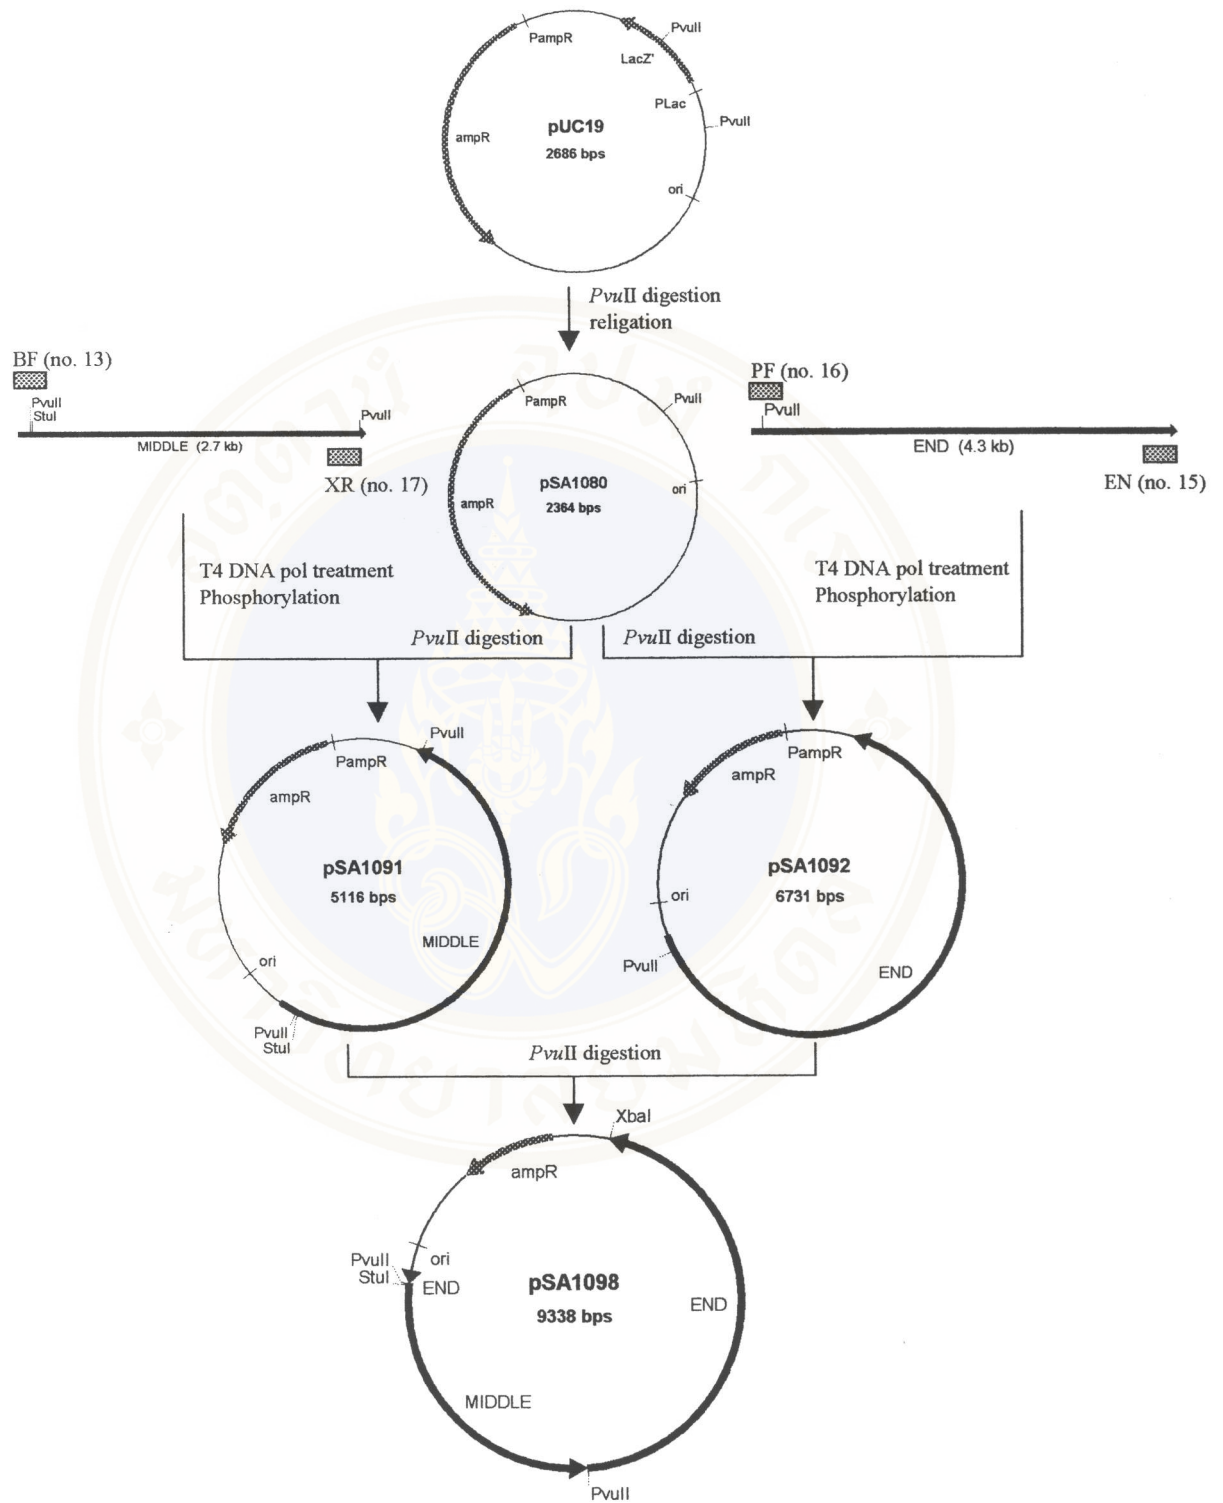 PvuII
PampR
LacZ'
PLac
pUC19
2686 bps
PvuII
ampR
ori
PvuII digestion
religation
BF (no. 13)
PvuII
StuI
PvuII
MIDDLE (2.7 kb)
XR (no. 17)
PampR
PvuII
pSA1080
2364 bps
ori
ampR
PF (no. 16)
PvuII
END (4.3 kb)
EN (no. 15)
T4 DNA pol treatment
Phosphorylation
T4 DNA pol treatment
Phosphorylation
PvuII digestion
PvuII digestion
PvuII
PampR
ampR
pSA1091
5116 bps
MIDDLE
ori
PvuII
StuI
PampR
ampR
pSA1092
6731 bps
ori
PvuII
END
PvuII digestion
XbaI
ampR
PvuII
StuI
ori
END
pSA1098
9338 bps
END
MIDDLE
PvuII